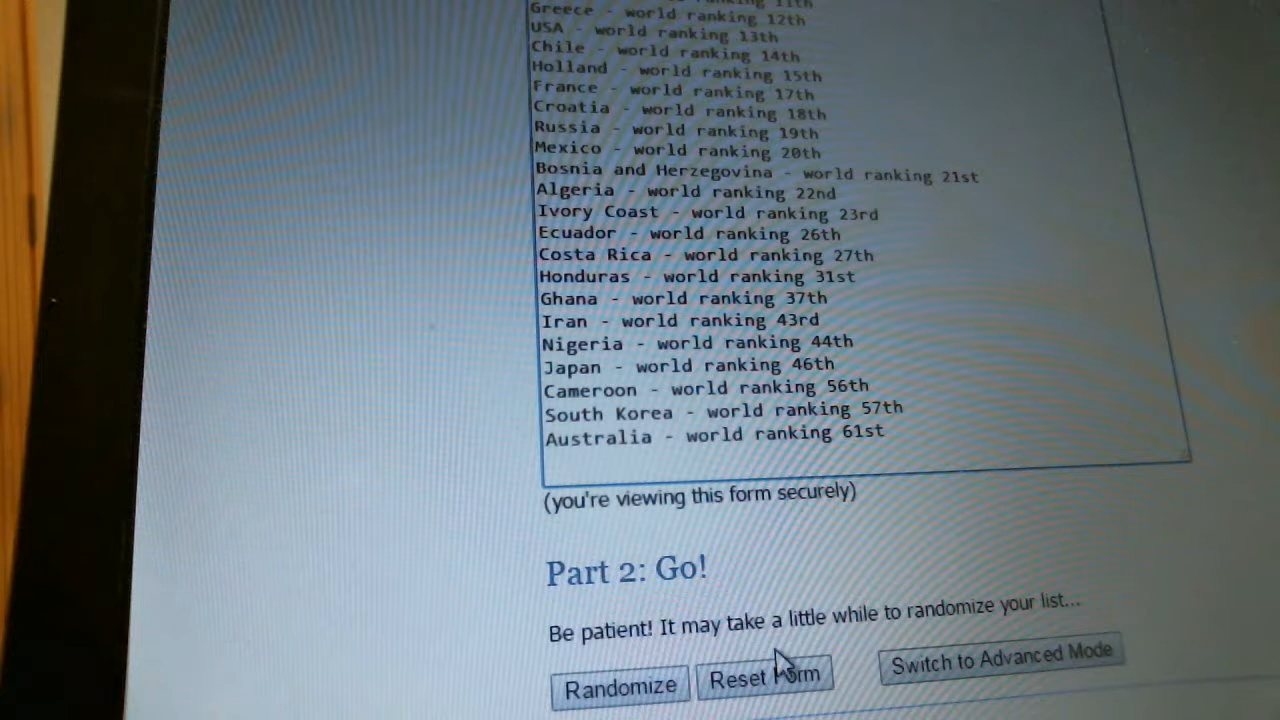 ranking 11th
Greece - world ranking 12th
USA - world ranking 13th
Chile - world ranking 14th
Holland - world ranking 15th
France - world ranking 17th
Croatia - world ranking 18th
Russia - world ranking 19th
Mexico - world ranking 20th
Bosnia and Herzegovina - world ranking 21st
Algeria - world ranking 22nd
Ivory Coast - world ranking 23rd
Ecuador - world ranking 26th
Costa Rica - world ranking 27th
Honduras - world ranking 31st
Ghana - world ranking 37th
Iran - world ranking 43rd
Nigeria - world ranking 44th
Japan - world ranking 46th
Cameroon - world ranking 56th
South Korea - world ranking 57th
Australia - world ranking 61st
(you're viewing this form securely)
Part 2: Go!
Be patient! It may take a little while to randomize your list...
Randomize Reset Form Switch to Advanced Mode